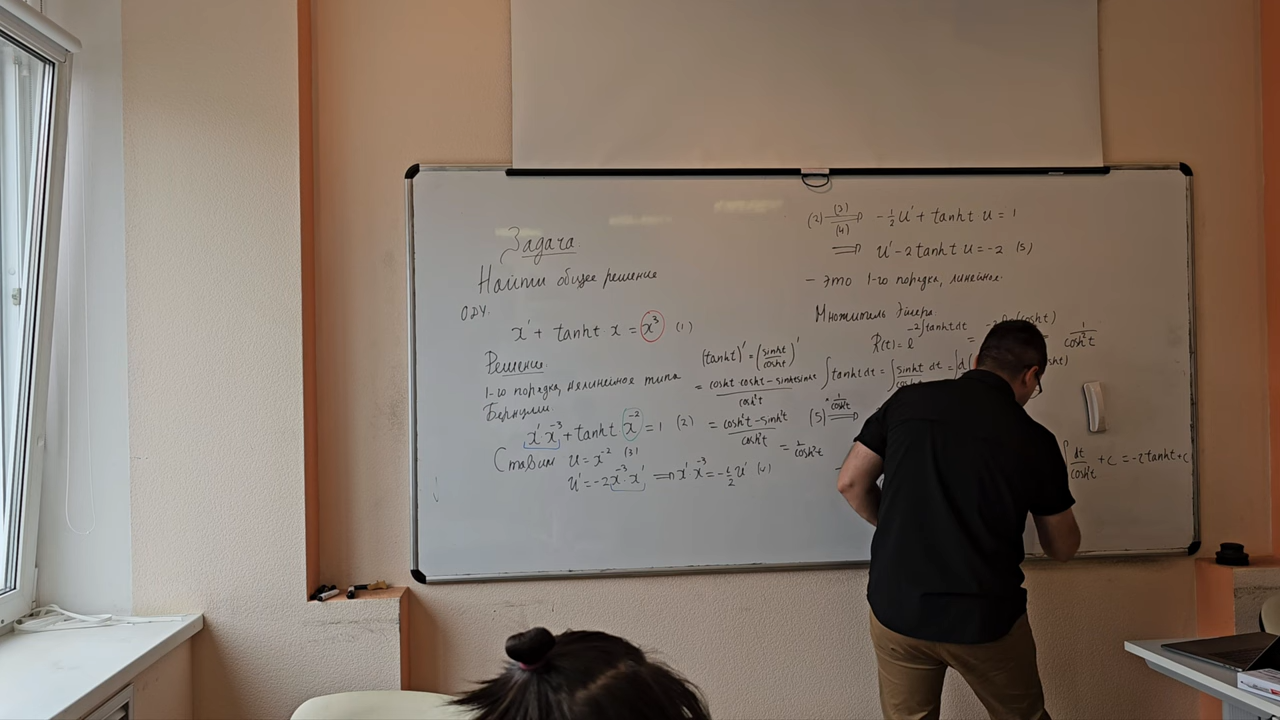 Задача
Найти общее решение
ОДУ.
x' + tanht x = x³ (1)
Решение
1-го порядка, нелинейное типа
Бернулли
x' x⁻³ + tanht x⁻² = 1 (2)
Ставим u = x⁻² (3)
u' = -2x⁻³·x' ⟹ x' x⁻³ = -½u' (4)
(tanht)' = (sinht/cosht)'
= (cosht·cosht - sinht·sinht)/cosh²t
= (cosh²t - sinh²t)/cosh²t
= 1/cosh²t
(2) (3)⟹(4) -½u' + tanht u = 1
⟹ u' - 2tanht u = -2 (5)
- это 1-го порядка, линейное.
Множитель Эйлера
R(t) = e^(-2∫tanht dt) = 1/cosh²t
∫tanht dt = ∫ sinht/cosht dt =
(5) × 1/cosh²t ⟹
∫ dt/cosh²t + c = -2tanht + c